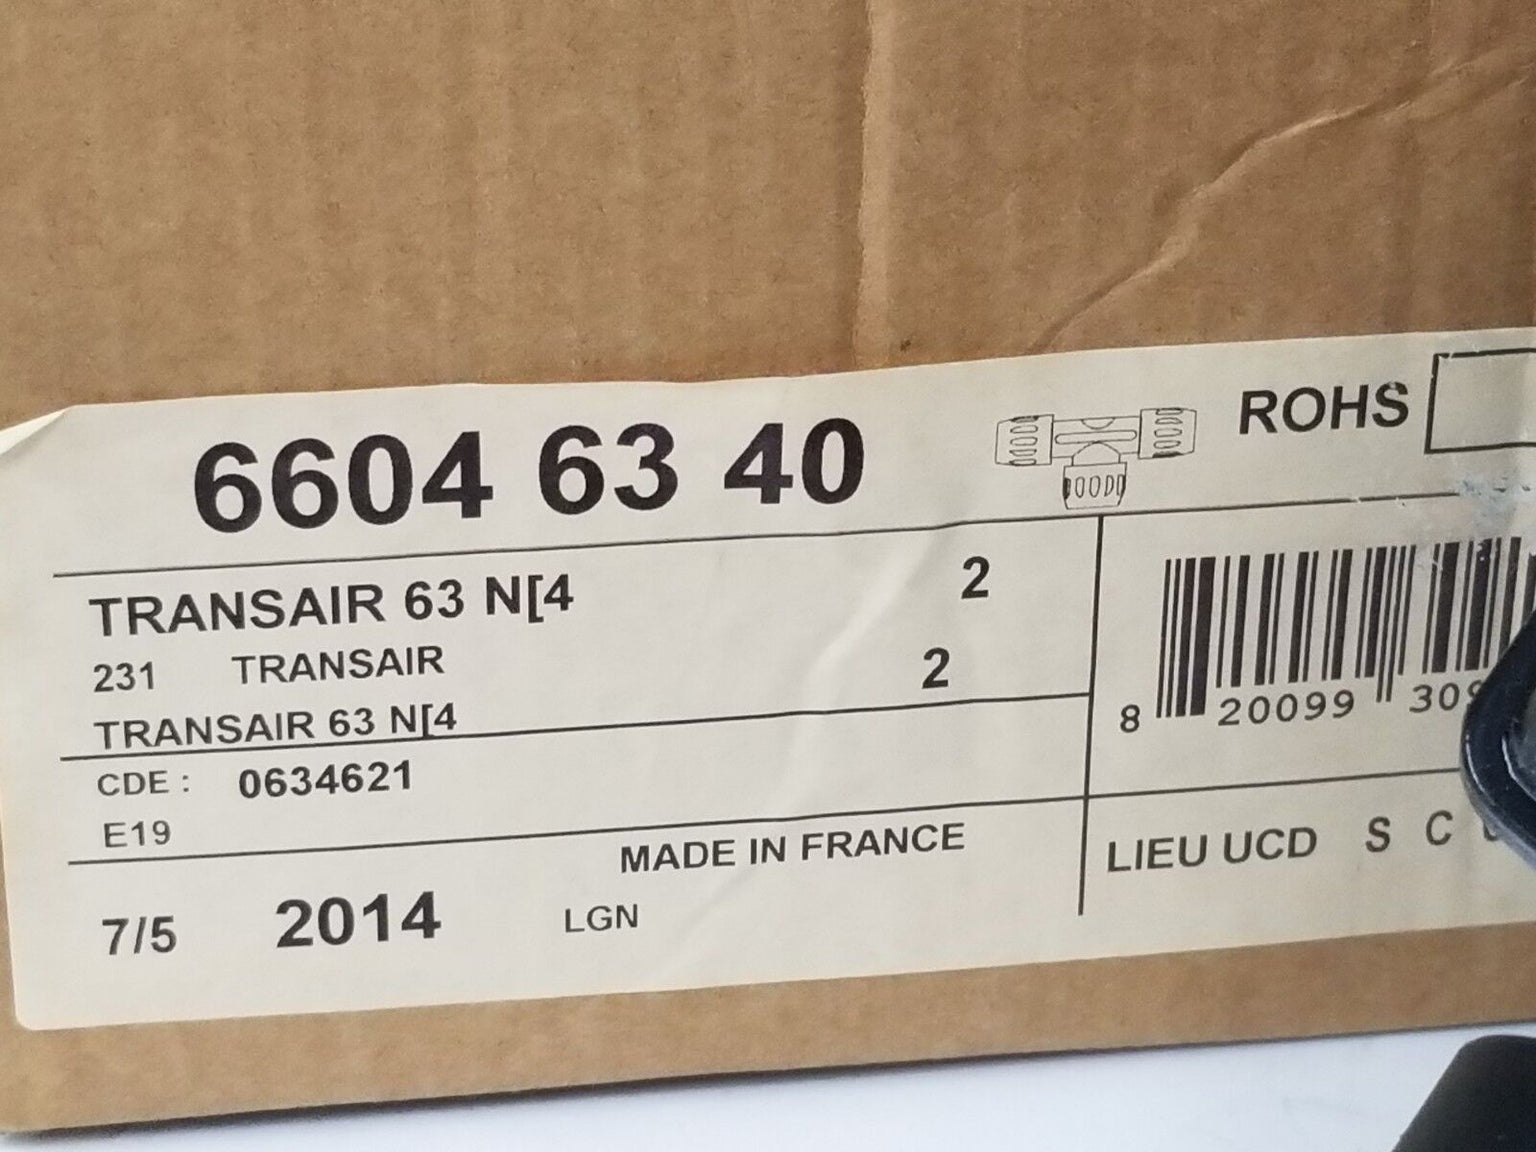 6604 63 40
ROHS
TRANSAIR 63 N[4 2
231 TRANSAIR 2
TRANSAIR 63 N[4
8 20099 30
CDE : 0634621
E19
MADE IN FRANCE
LIEU UCD S C
7/5 2014 LGN